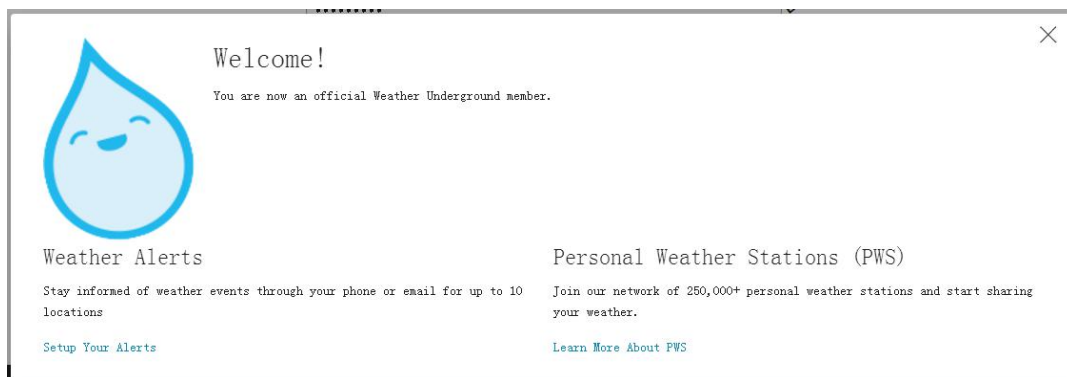 Welcome!
You are now an official Weather Underground member.
Weather Alerts
Stay informed of weather events through your phone or email for up to 10
locations
Setup Your Alerts
Personal Weather Stations (PWS)
Join our network of 250,000+ personal weather stations and start sharing
your weather.
Learn More About PWS